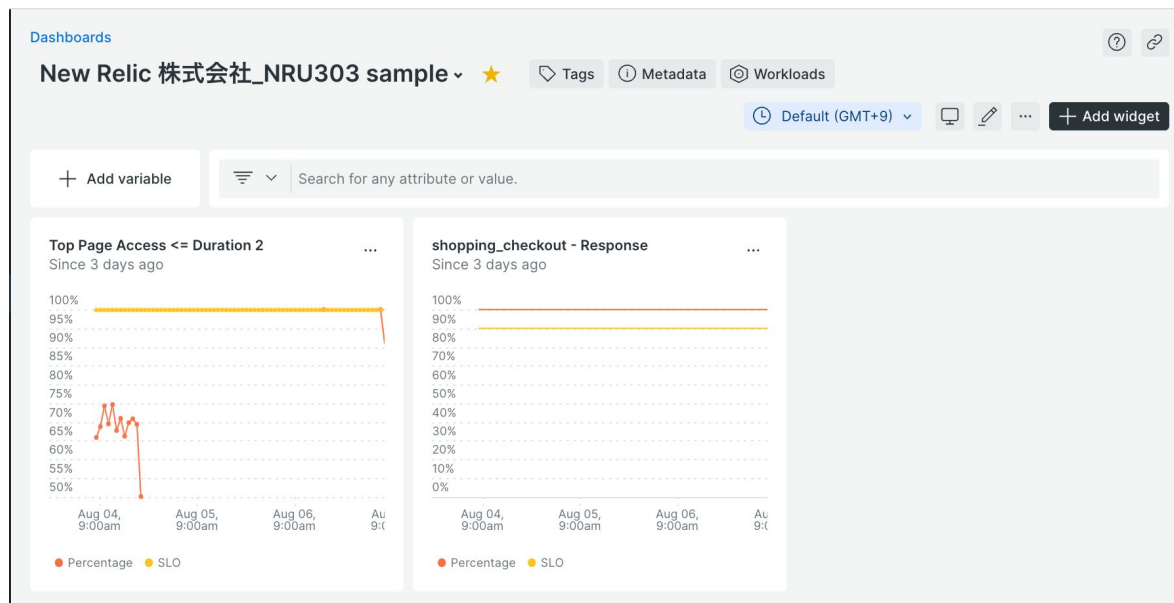 Dashboards
New Relic 株式会社_NRU303 sample
Tags
Metadata
Workloads
Default (GMT+9)
Add widget
Add variable
Search for any attribute or value.
Top Page Access <= Duration 2
Since 3 days ago
100%
95%
90%
85%
80%
75%
70%
65%
60%
55%
50%
Aug 04,
9:00am
Aug 05,
9:00am
Aug 06,
9:00am
Au
9:(
Percentage
SLO
shopping_checkout - Response
Since 3 days ago
100%
90%
80%
70%
60%
50%
40%
30%
20%
10%
0%
Aug 04,
9:00am
Aug 05,
9:00am
Aug 06,
9:00am
Au
9:(
Percentage
SLO